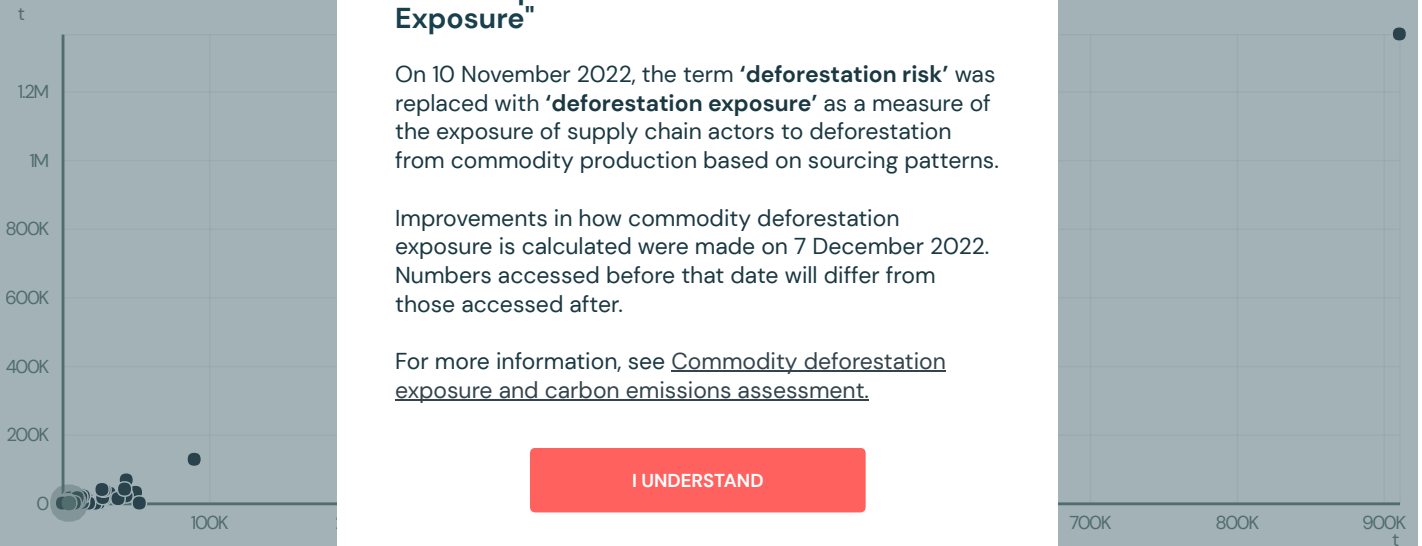 t
1.2M
1M
800K
600K
400K
200K
0
100K
Exposure"
On 10 November 2022, the term ‘deforestation risk’ was
replaced with ‘deforestation exposure’ as a measure of
the exposure of supply chain actors to deforestation
from commodity production based on sourcing patterns.
Improvements in how commodity deforestation
exposure is calculated were made on 7 December 2022.
Numbers accessed before that date will differ from
those accessed after.
For more information, see Commodity deforestation
exposure and carbon emissions assessment.
I UNDERSTAND
700K
800K
900K
t